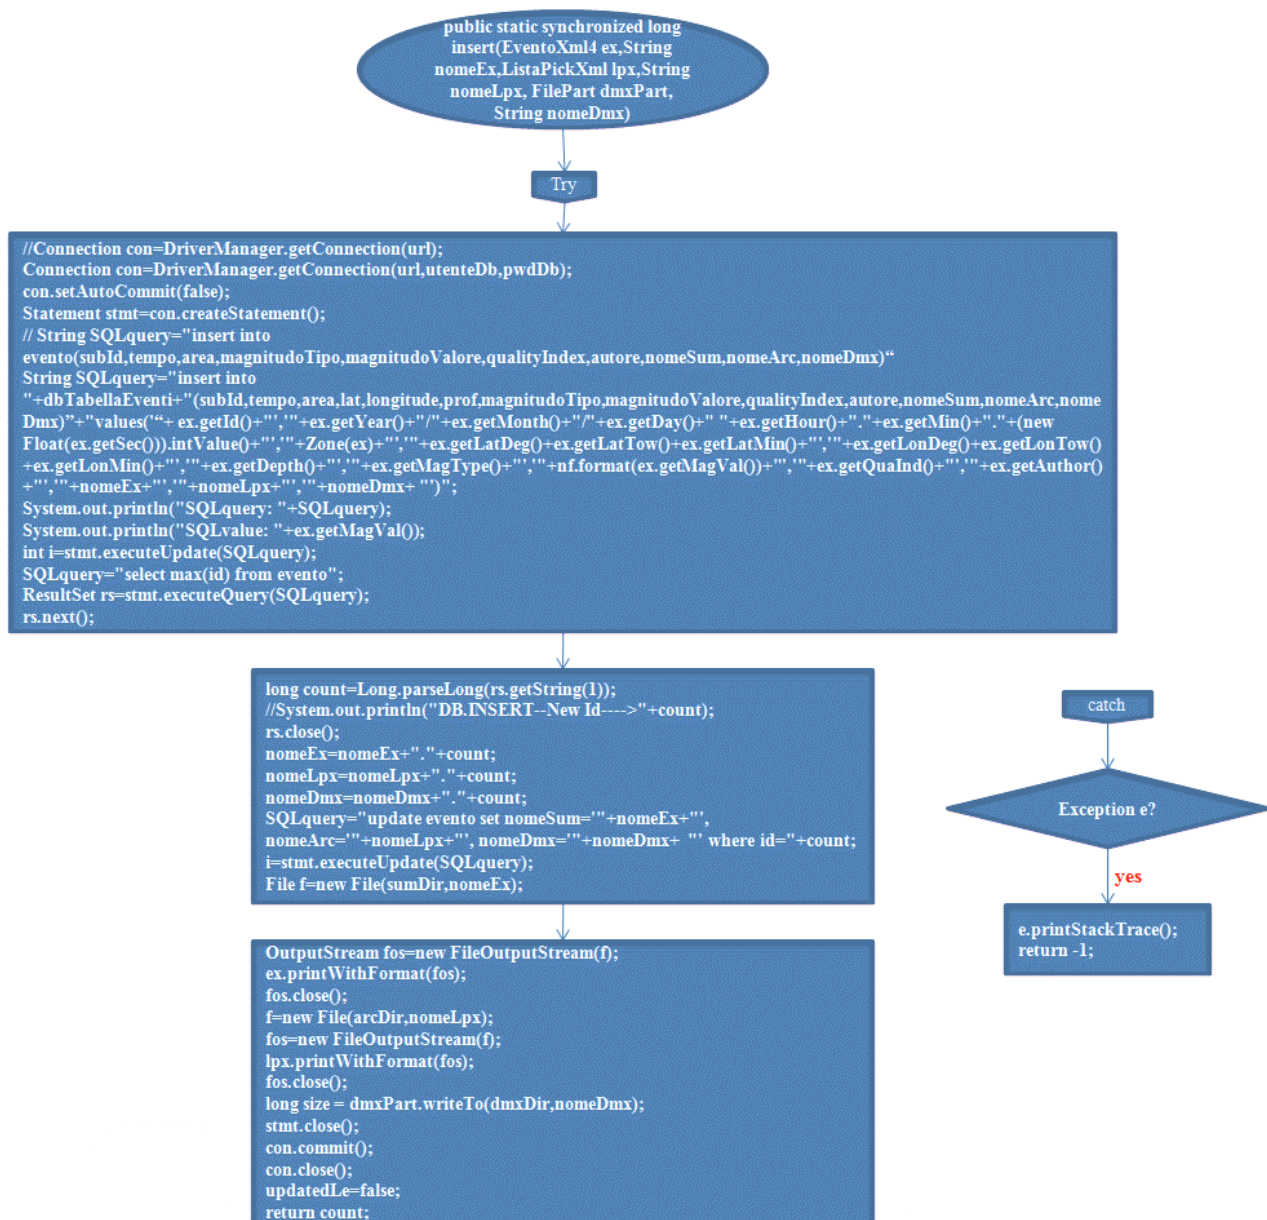 public static synchronized long
insert(EventoXml4 ex,String
nomeEx,ListaPickXml lpx,String
nomeLpx, FilePart dmxPart,
String nomeDmx)
Try
//Connection con=DriverManager.getConnection(url);
Connection con=DriverManager.getConnection(url,utenteDb,pwdDb);
con.setAutoCommit(false);
Statement stmt=con.createStatement();
// String SQLquery="insert into
evento(subId,tempo,area,magnitudoTipo,magnitudoValore,qualityIndex,autore,nomeSum,nomeArc,nomeDmx)“
String SQLquery="insert into
"+dbTabellaEventi+"(subId,tempo,area,lat,longitude,prof,magnitudoTipo,magnitudoValore,qualityIndex,autore,nomeSum,nomeArc,nome
Dmx)”+"values('“+ ex.getId()+"','"+ex.getYear()+"/"+ex.getMonth()+"/"+ex.getDay()+" "+ex.getHour()+"."+ex.getMin()+"."+(new
Float(ex.getSec())).intValue()+"','"+Zone(ex)+"','"+ex.getLatDeg()+ex.getLatTow()+ex.getLatMin()+"','"+ex.getLonDeg()+ex.getLonTow()
+ex.getLonMin()+"','"+ex.getDepth()+"','"+ex.getMagType()+"','"+nf.format(ex.getMagVal())+"','"+ex.getQuaInd()+"','"+ex.getAuthor()
+"','"+nomeEx+"','"+nomeLpx+"','"+nomeDmx+ "')";
System.out.println("SQLquery: "+SQLquery);
System.out.println("SQLvalue: "+ex.getMagVal());
int i=stmt.executeUpdate(SQLquery);
SQLquery="select max(id) from evento";
ResultSet rs=stmt.executeQuery(SQLquery);
rs.next();
long count=Long.parseLong(rs.getString(1));
//System.out.println("DB.INSERT--New Id---->"+count);
rs.close();
nomeEx=nomeEx+"."+count;
nomeLpx=nomeLpx+"."+count;
nomeDmx=nomeDmx+"."+count;
SQLquery="update evento set nomeSum='"+nomeEx+"',
nomeArc='"+nomeLpx+"', nomeDmx='"+nomeDmx+ "' where id="+count;
i=stmt.executeUpdate(SQLquery);
File f=new File(sumDir,nomeEx);
OutputStream fos=new FileOutputStream(f);
ex.printWithFormat(fos);
fos.close();
f=new File(arcDir,nomeLpx);
fos=new FileOutputStream(f);
lpx.printWithFormat(fos);
fos.close();
long size = dmxPart.writeTo(dmxDir,nomeDmx);
stmt.close();
con.commit();
con.close();
updatedLe=false;
return count;
catch
Exception e?
yes
e.printStackTrace();
return -1;